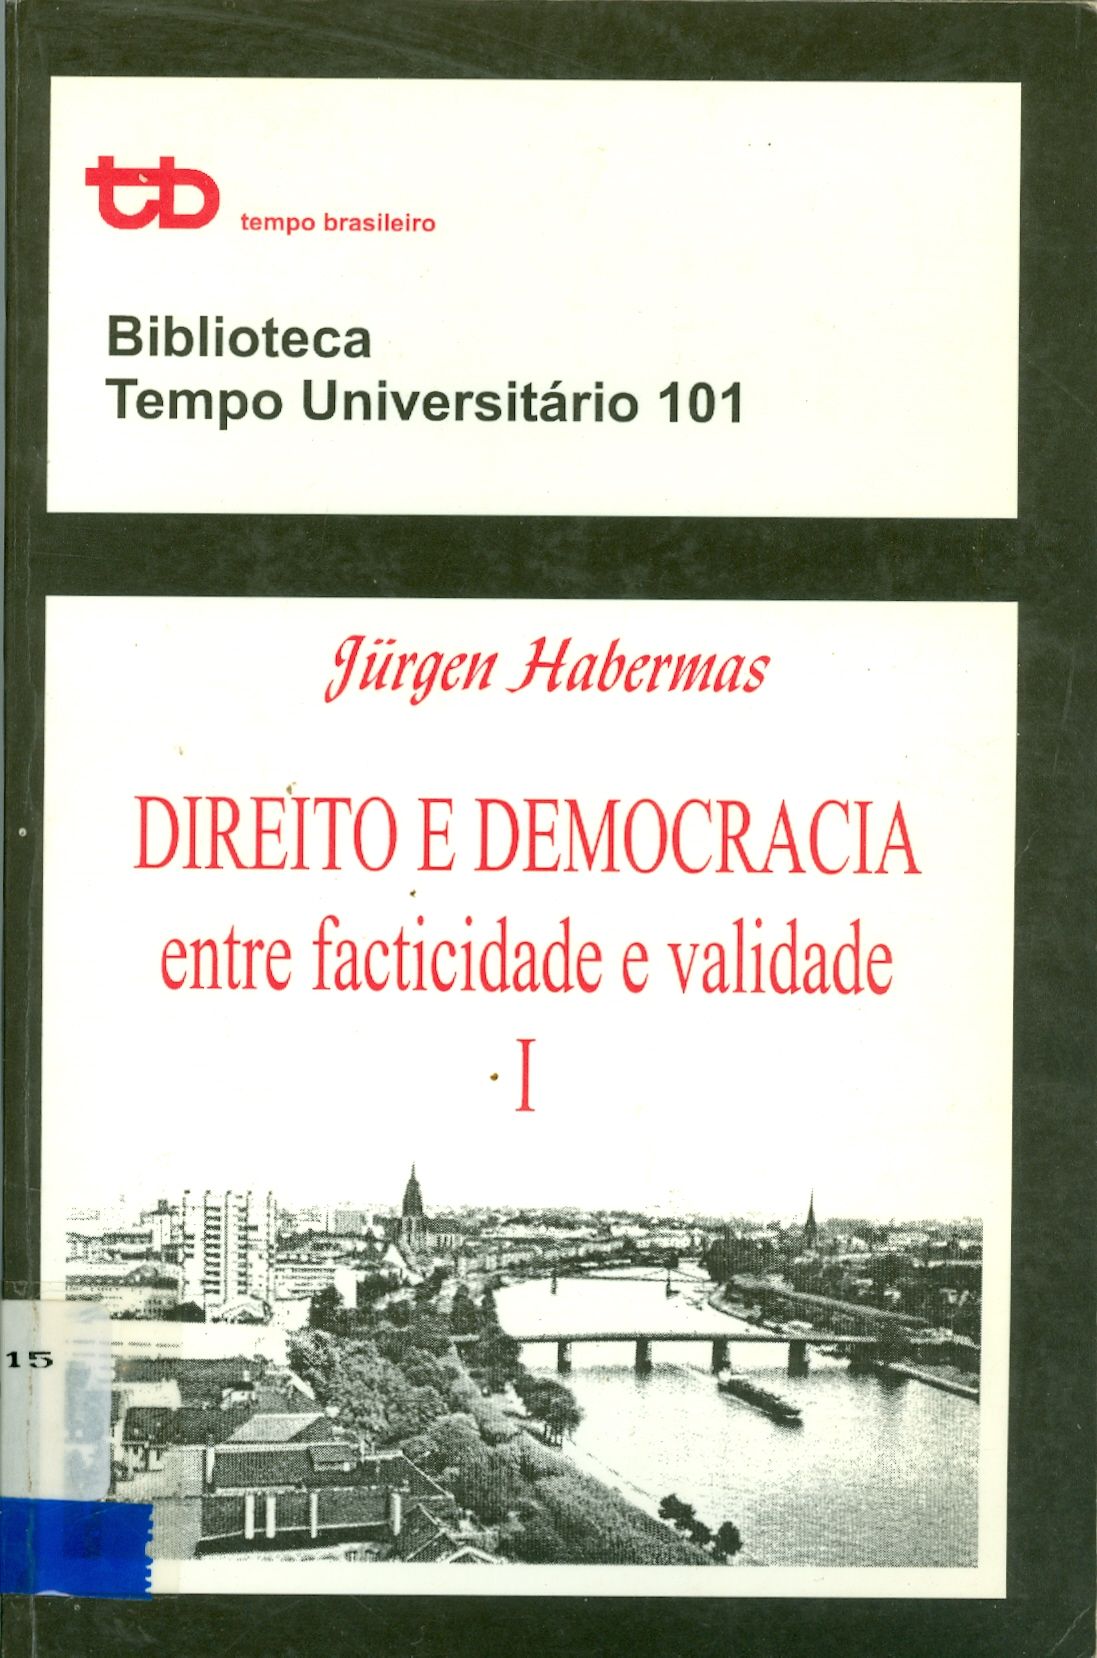 tb
tempo brasileiro
Biblioteca
Tempo Universitário 101
Jürgen Habermas
DIREITO E DEMOCRACIA
entre facticidade e validade
I
15